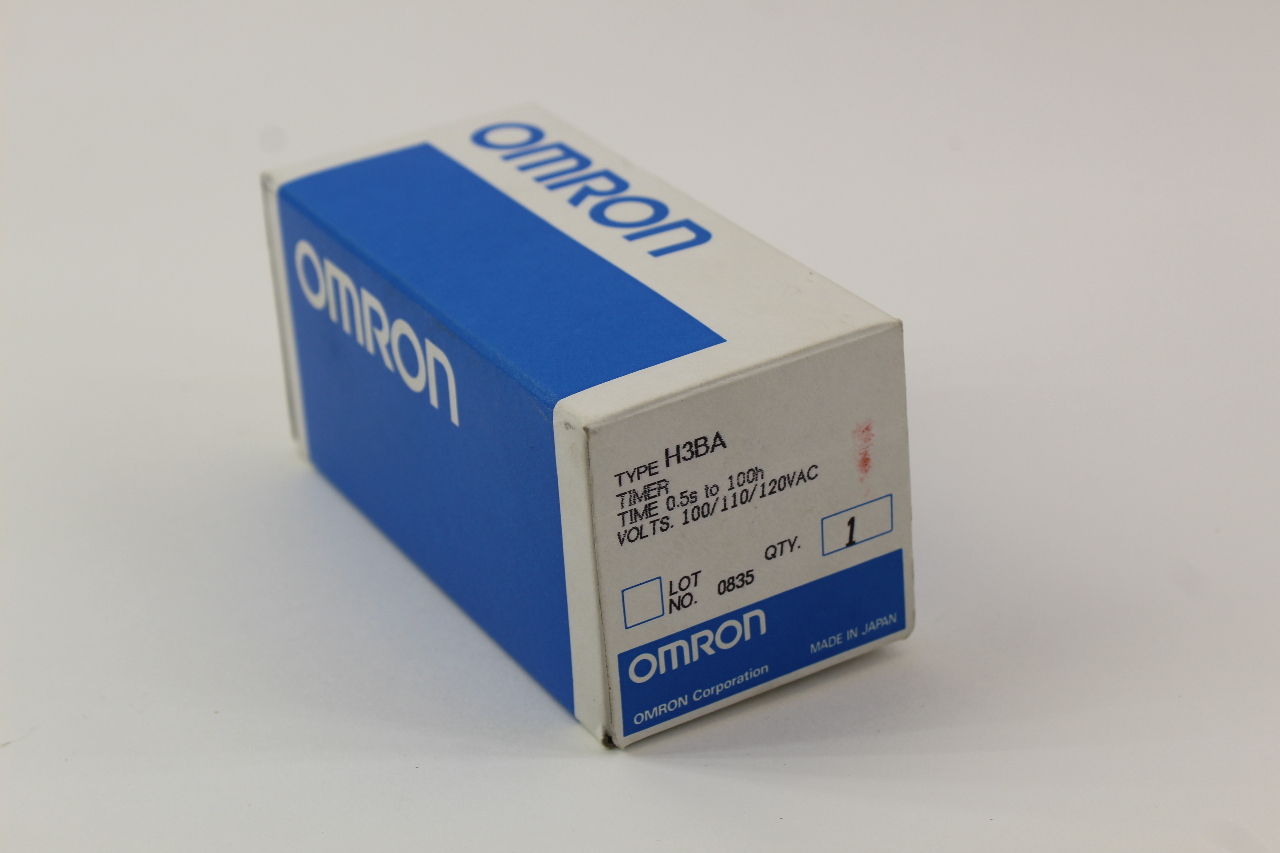 OMRON
OMRON
TYPE H3BA
TIMER
TIME 0.5s to 100h
VOLTS. 100/110/120VAC
QTY. 1
LOT
NO. 0835
OMRON
OMRON Corporation
MADE IN JAPAN